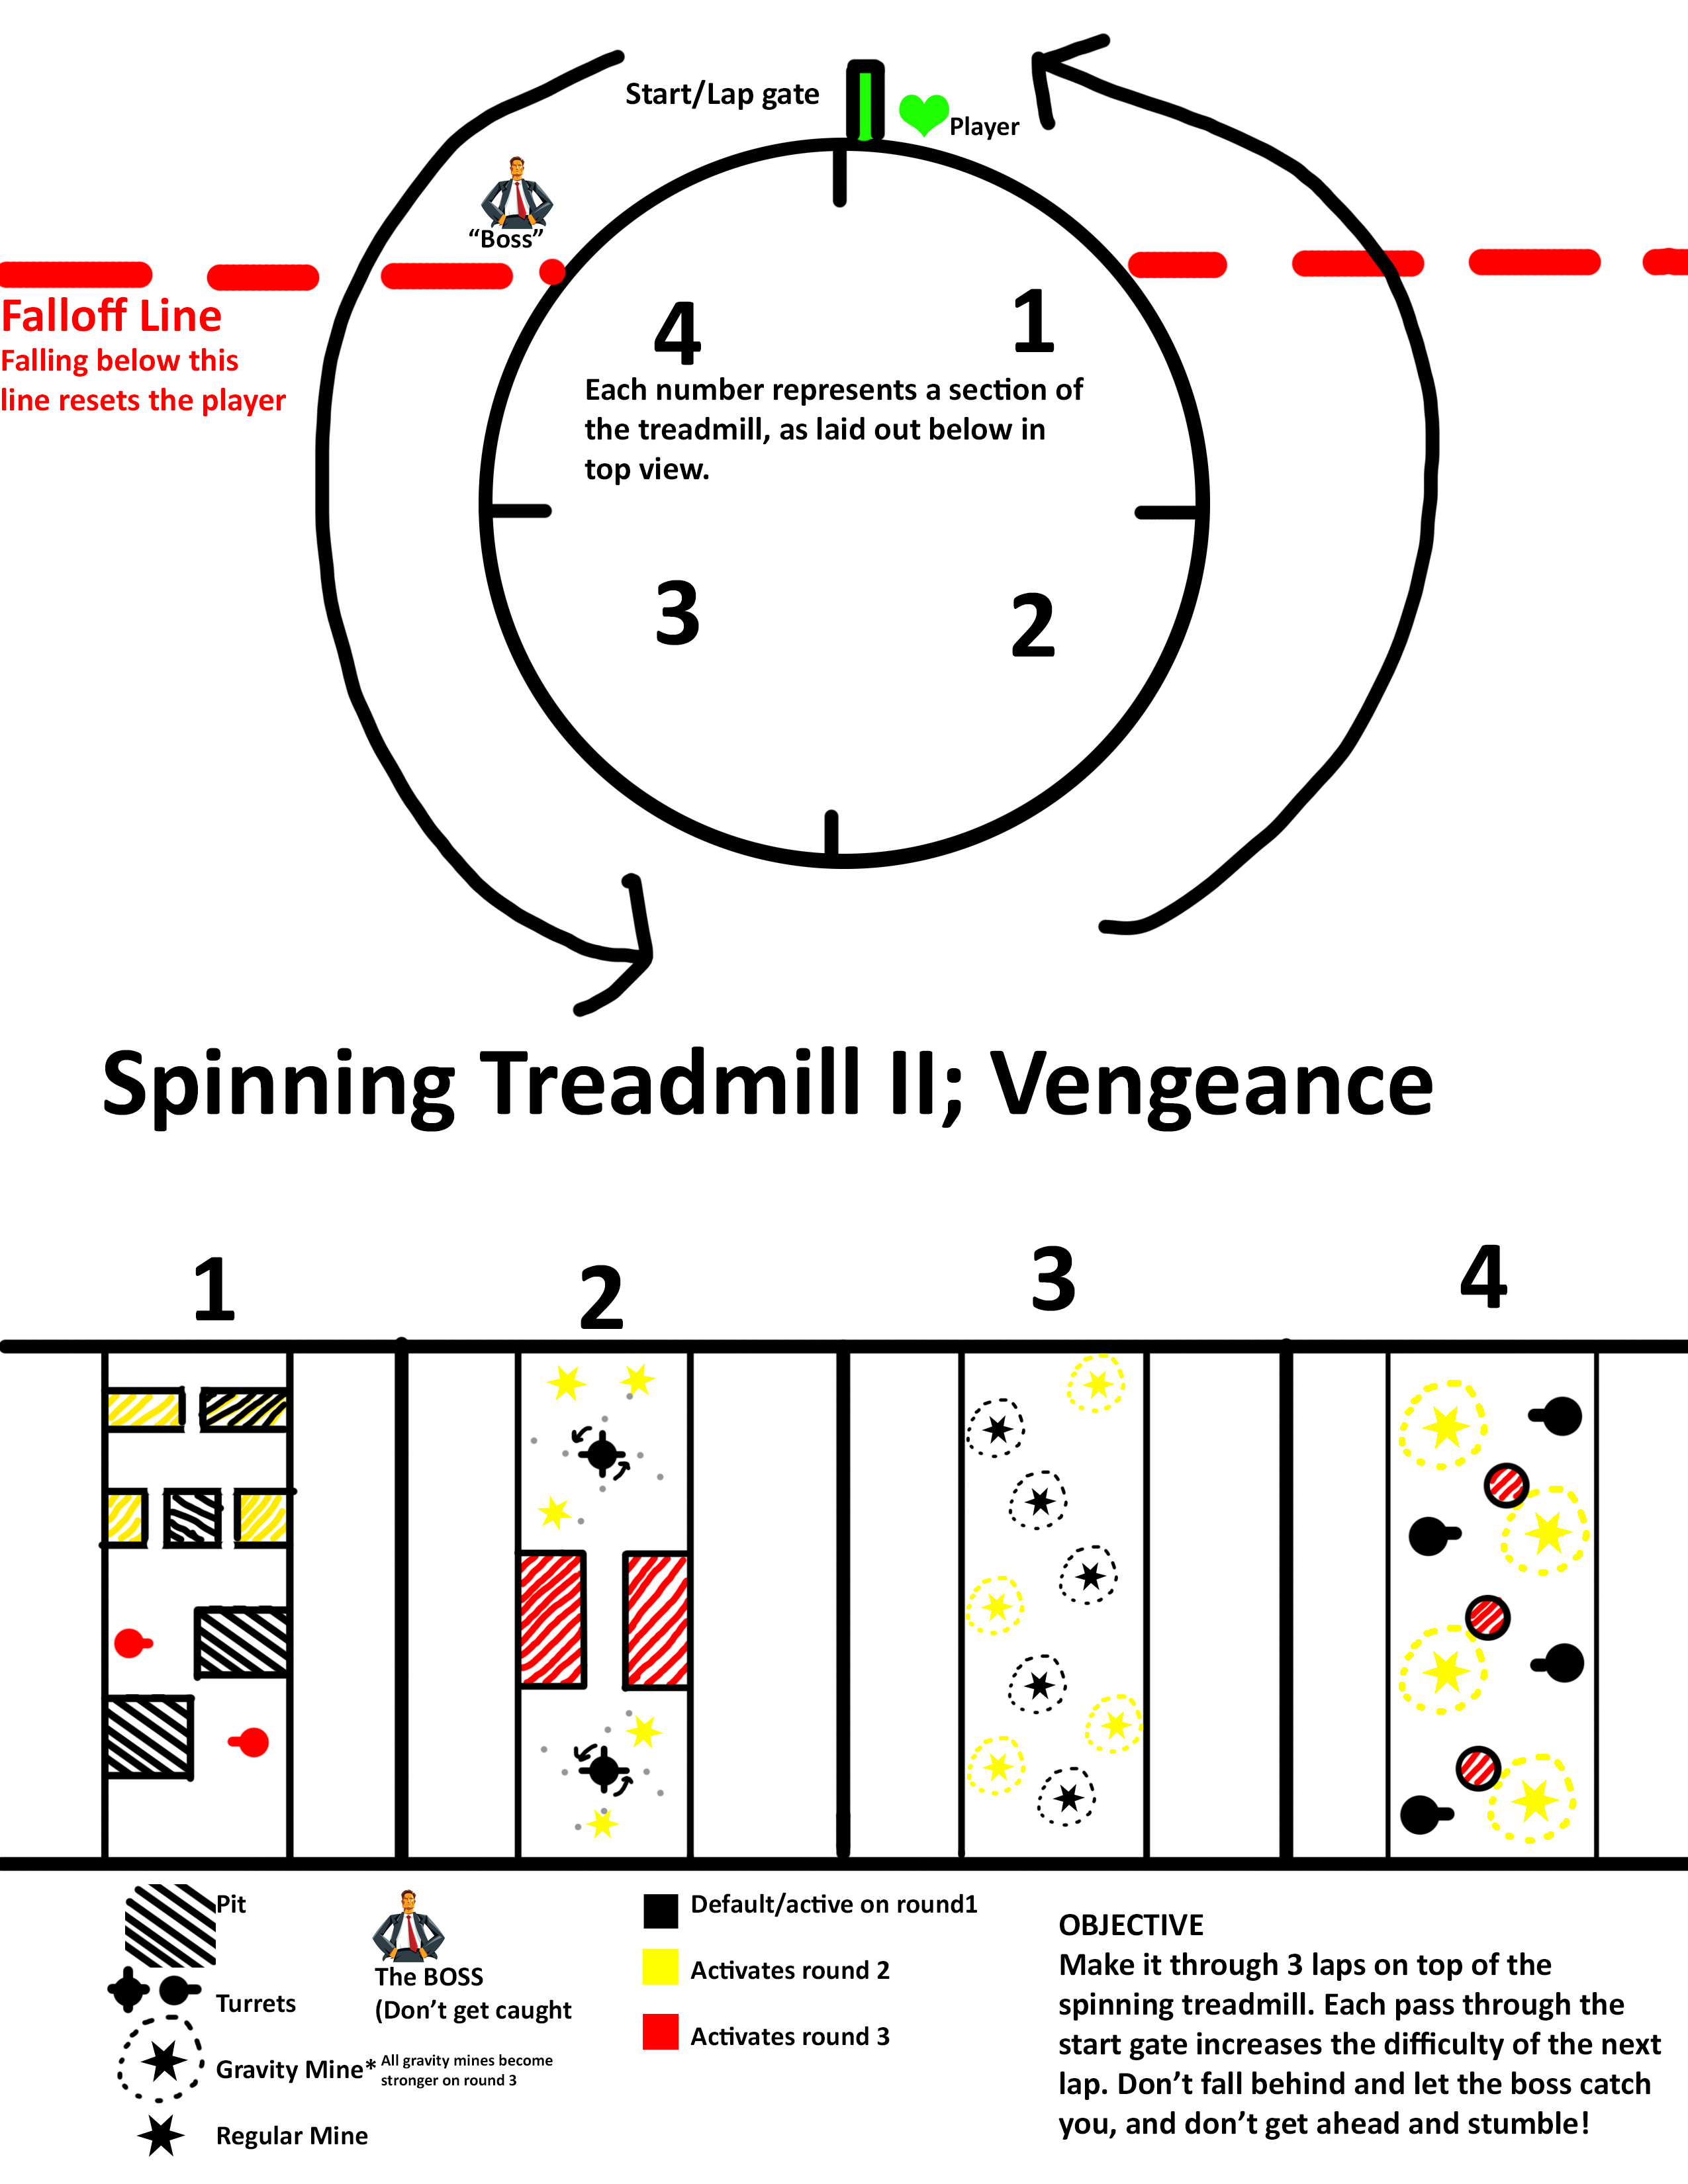 Start/Lap gate
Player
“Boss”
Falloff Line
Falling below this
line resets the player
4
1
Each number represents a section of
the treadmill, as laid out below in
top view.
3
2
Spinning Treadmill II; Vengeance
1
2
3
4
Pit
Turrets
Gravity Mine*
All gravity mines become
stronger on round 3
Regular Mine
The BOSS
(Don’t get caught
Default/active on round1
Activates round 2
Activates round 3
OBJECTIVE
Make it through 3 laps on top of the
spinning treadmill. Each pass through the
start gate increases the difficulty of the next
lap. Don’t fall behind and let the boss catch
you, and don’t get ahead and stumble!